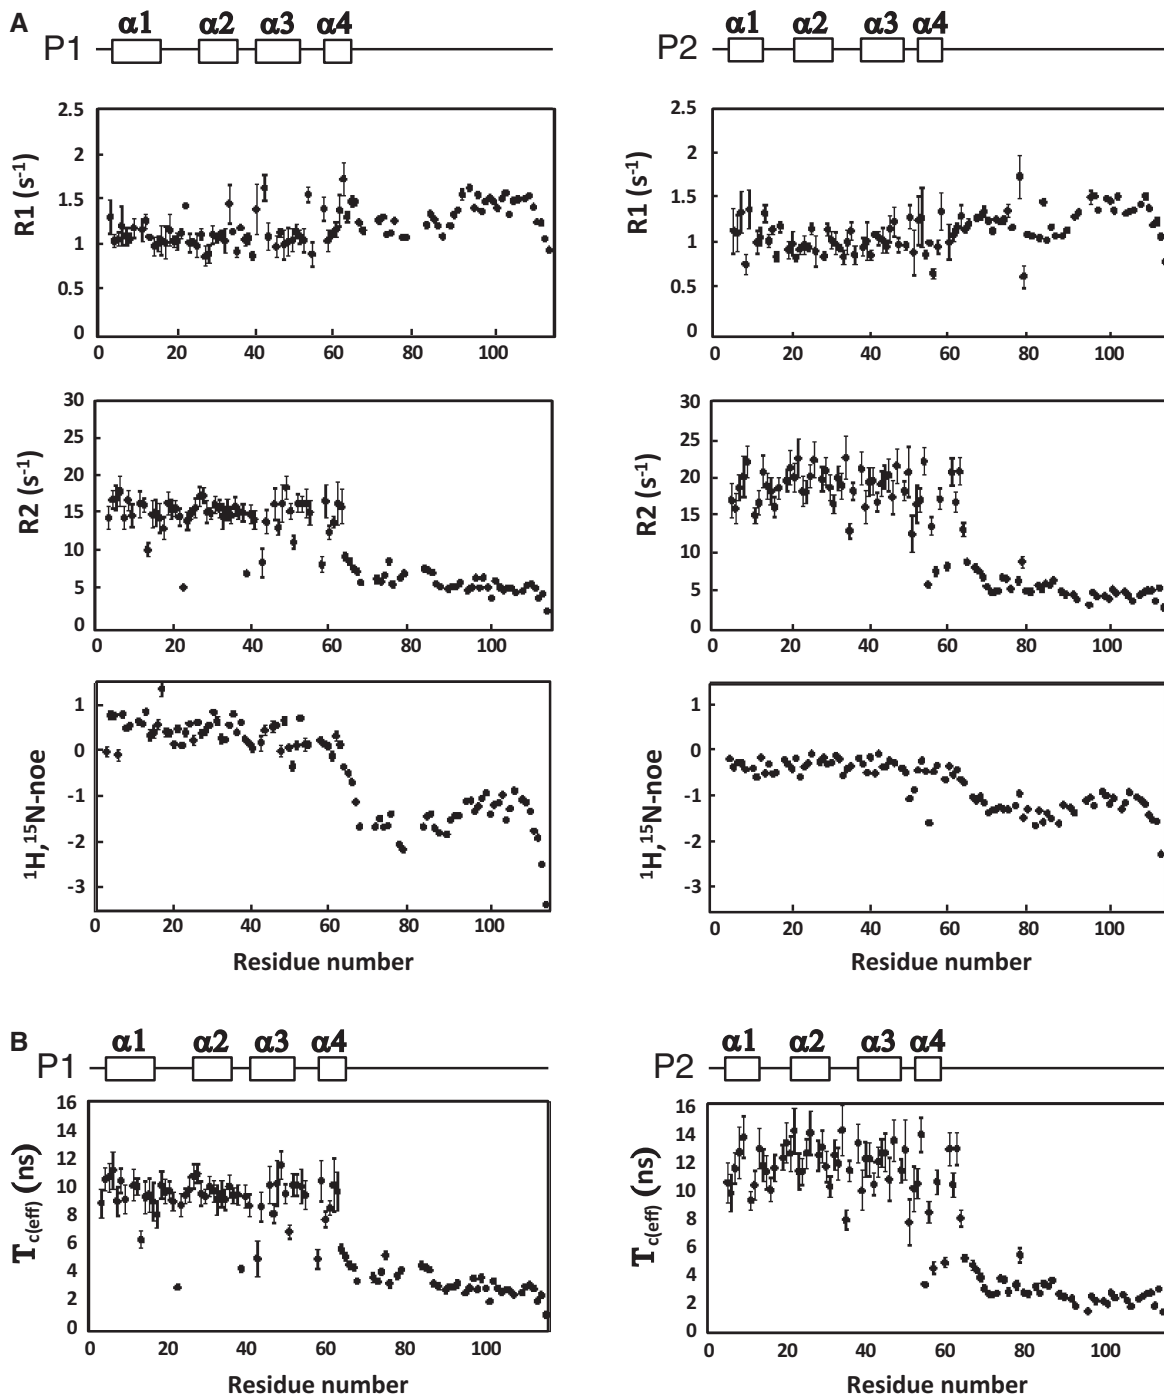 A
P1 α1 α2 α3 α4
P2 α1 α2 α3 α4
R1 (s⁻¹)
2.5
2
1.5
1
0.5
0
0 20 40 60 80 100
R1 (s⁻¹)
2.5
2
1.5
1
0.5
0
0 20 40 60 80 100
R2 (s⁻¹)
30
25
20
15
10
5
0
0 20 40 60 80 100
R2 (s⁻¹)
30
25
20
15
10
5
0
0 20 40 60 80 100
¹H,¹⁵N-noe
1
0
-1
-2
-3
0 20 40 60 80 100
Residue number
¹H,¹⁵N-noe
1
0
-1
-2
-3
0 20 40 60 80 100
Residue number
B
P1 α1 α2 α3 α4
P2 α1 α2 α3 α4
T c(eff) (ns)
16
14
12
10
8
6
4
2
0
0 20 40 60 80 100
Residue number
T c(eff) (ns)
16
14
12
10
8
6
4
2
0
0 20 40 60 80 100
Residue number